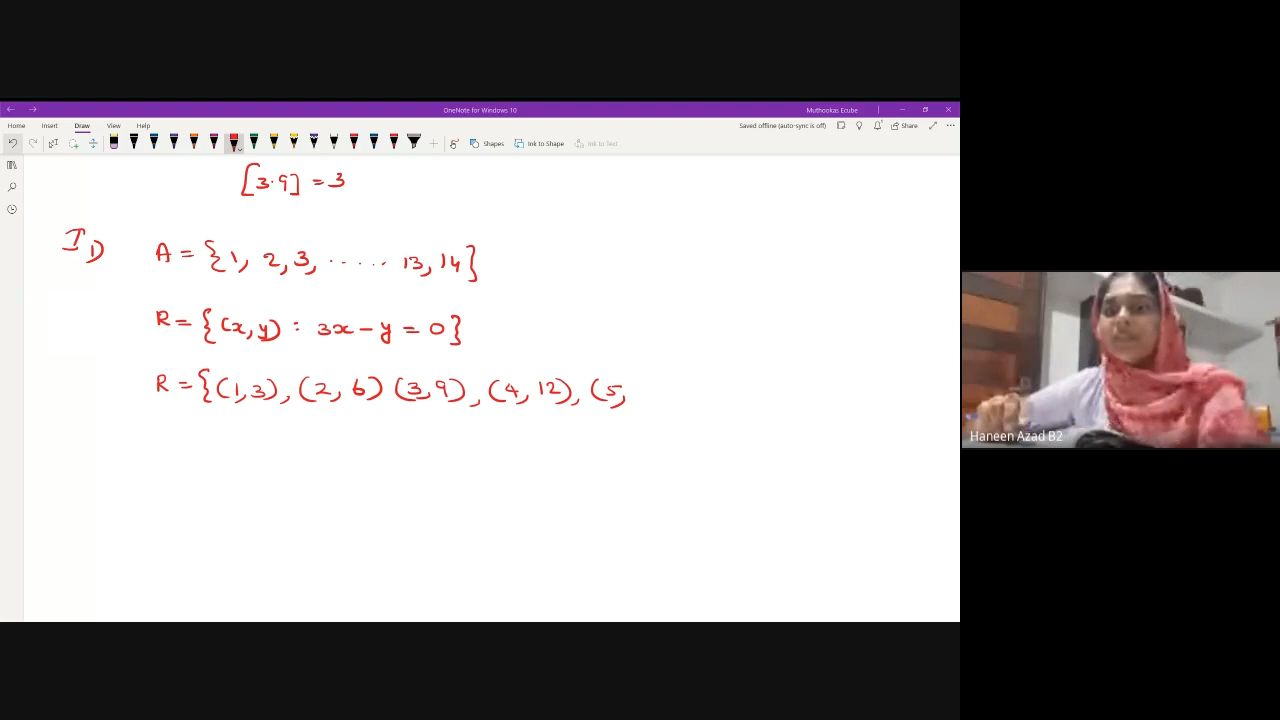 OneNote for Windows 10
Muthookas Ecube
Home Insert Draw View Help
Saved offline (auto-sync is off)
Share
Shapes
Ink to Shape
Ink to Text
[3.9] = 3
I) A = {1, 2, 3, ...... 13, 14}
R = {(x,y) : 3x - y = 0}
R = {(1,3), (2, 6) (3,9), (4, 12), (5,
Haneen Azad B2